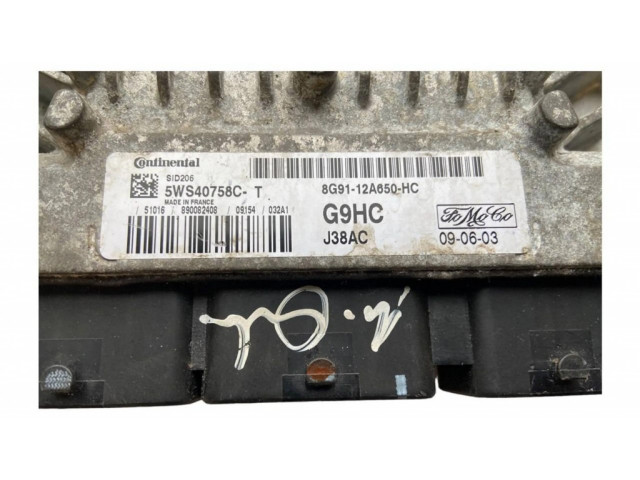 Continental
SID206
5WS40758C- T
MADE IN FRANCE
/ 51016 / 890082408 / 09154 / 032A1
8G91-12A650-HC
G9HC
J38AC
FoMoCo
09-06-03